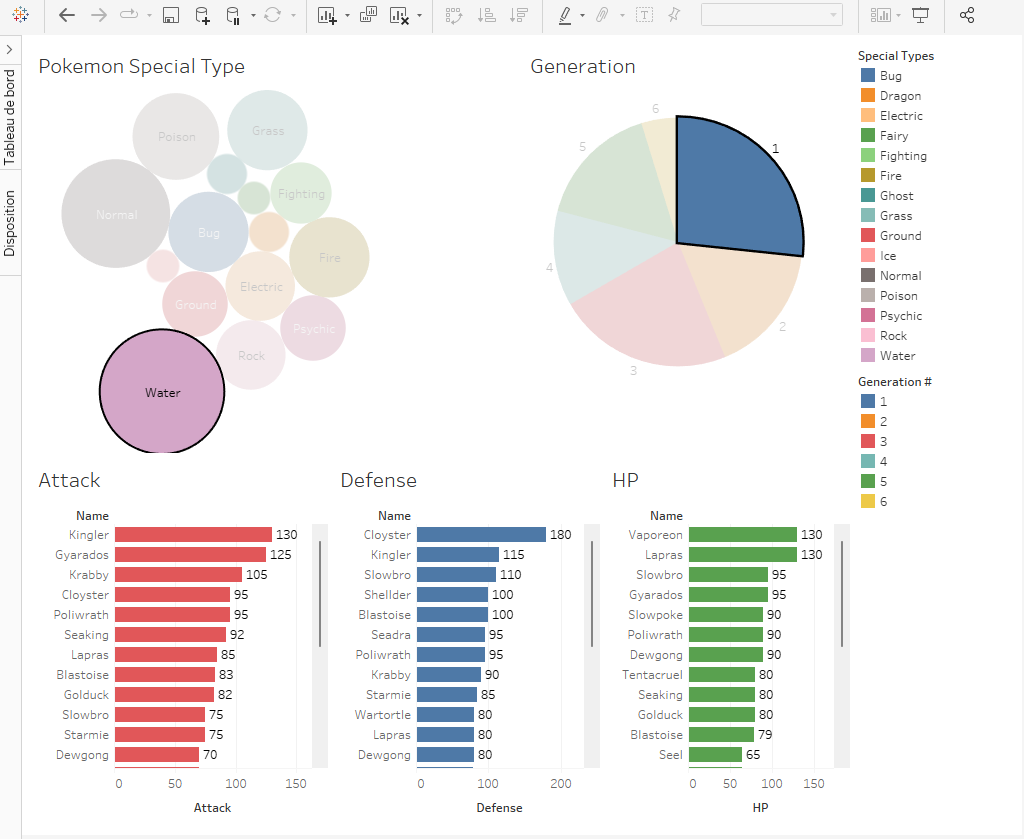 Tableau de bord
Disposition
Pokemon Special Type
Poison
Grass
Fighting
Normal
Bug
Fire
Electric
Ground
Psychic
Rock
Water
Generation
6
1
5
4
2
3
Special Types
Bug
Dragon
Electric
Fairy
Fighting
Fire
Ghost
Grass
Ground
Ice
Normal
Poison
Psychic
Rock
Water
Generation #
1
2
3
4
5
6
Attack
Name
Kingler 130
Gyarados 125
Krabby 105
Cloyster 95
Poliwrath 95
Seaking 92
Lapras 85
Blastoise 83
Golduck 82
Slowbro 75
Starmie 75
Dewgong 70
0 50 100 150
Attack
Defense
Name
Cloyster 180
Kingler 115
Slowbro 110
Shellder 100
Blastoise 100
Seadra 95
Poliwrath 95
Krabby 90
Starmie 85
Wartortle 80
Lapras 80
Dewgong 80
0 100 200
Defense
HP
Name
Vaporeon 130
Lapras 130
Slowbro 95
Gyarados 95
Slowpoke 90
Poliwrath 90
Dewgong 90
Tentacruel 80
Seaking 80
Golduck 80
Blastoise 79
Seel 65
0 50 100 150
HP